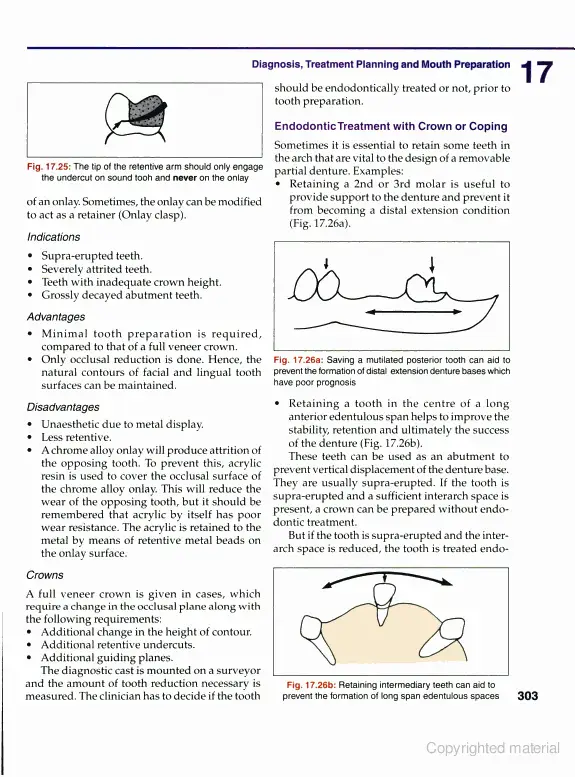 Diagnosis, Treatment Planning and Mouth Preparation
17
Fig. 17.25: The tip of the retentive arm should only engage
the undercut on sound tooh and never on the onlay
of an onlay. Sometimes, the onlay can be modified
to act as a retainer (Onlay clasp).
Indications
• Supra-erupted teeth.
• Severely attrited teeth.
• Teeth with inadequate crown height.
• Grossly decayed abutment teeth.
Advantages
• Minimal tooth preparation is required,
compared to that of a full veneer crown.
• Only occlusal reduction is done. Hence, the
natural contours of facial and lingual tooth
surfaces can be maintained.
Disadvantages
• Unaesthetic due to metal display.
• Less retentive.
• A chrome alloy onlay will produce attrition of
the opposing tooth. To prevent this, acrylic
resin is used to cover the occlusal surface of
the chrome alloy onlay. This will reduce the
wear of the opposing tooth, but it should be
remembered that acrylic by itself has poor
wear resistance. The acrylic is retained to the
metal by means of retentive metal beads on
the onlay surface.
Crowns
A full veneer crown is given in cases, which
require a change in the occlusal plane along with
the following requirements:
• Additional change in the height of contour.
• Additional retentive undercuts.
• Additional guiding planes.
The diagnostic cast is mounted on a surveyor
and the amount of tooth reduction necessary is
measured. The clinician has to decide if the tooth
should be endodontically treated or not, prior to
tooth preparation.
Endodontic Treatment with Crown or Coping
Sometimes it is essential to retain some teeth in
the arch that are vital to the design of a removable
partial denture. Examples:
• Retaining a 2nd or 3rd molar is useful to
provide support to the denture and prevent it
from becoming a distal extension condition
(Fig. 17.26a).
Fig. 17.26a: Saving a mutilated posterior tooth can aid to
prevent the formation of distal extension denture bases which
have poor prognosis
• Retaining a tooth in the centre of a long
anterior edentulous span helps to improve the
stability, retention and ultimately the success
of the denture (Fig. 17.26b).
These teeth can be used as an abutment to
prevent vertical displacement of the denture base.
They are usually supra-erupted. If the tooth is
supra-erupted and a sufficient interarch space is
present, a crown can be prepared without endo-
dontic treatment.
But if the tooth is supra-erupted and the inter-
arch space is reduced, the tooth is treated endo-
Fig. 17.26b: Retaining intermediary teeth can aid to
prevent the formation of long span edentulous spaces
303
Copyrighted material